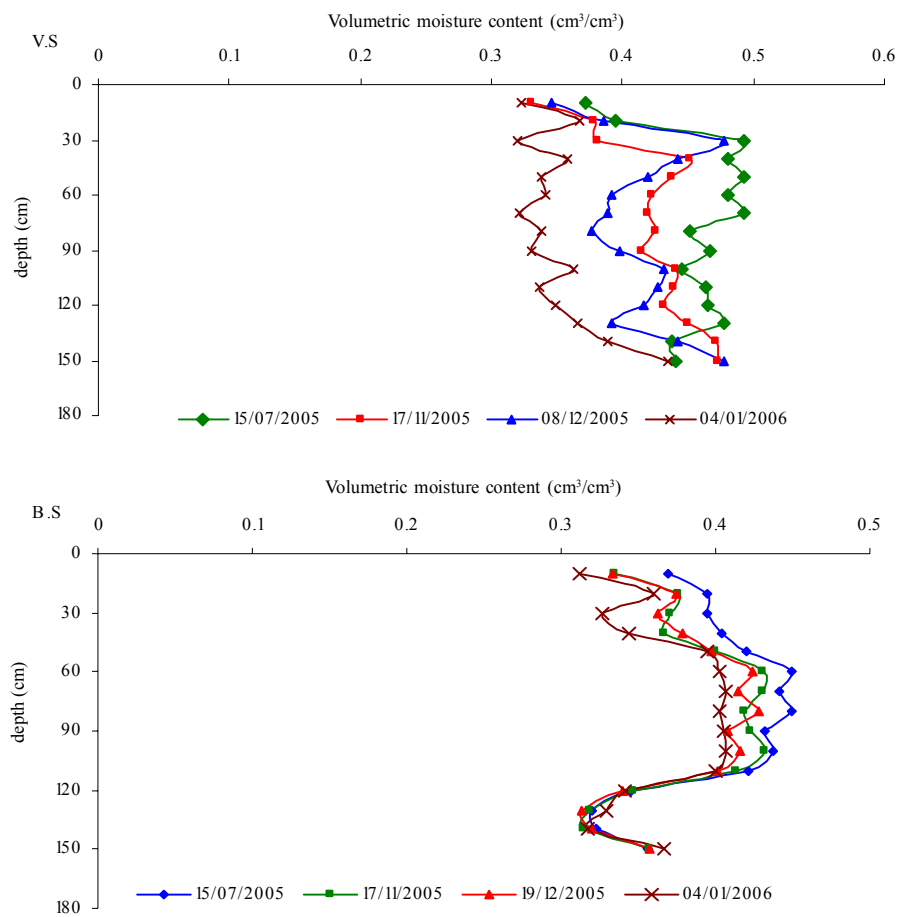 Volumetric moisture content (cm³/cm³)
V.S
0 0.1 0.2 0.3 0.4 0.5 0.6
0
30
60
90
120
150
180
depth (cm)
15/07/2005 17/11/2005 08/12/2005 04/01/2006
Volumetric moisture content (cm³/cm³)
B.S
0 0.1 0.2 0.3 0.4 0.5
0
30
60
90
120
150
180
depth (cm)
15/07/2005 17/11/2005 19/12/2005 04/01/2006